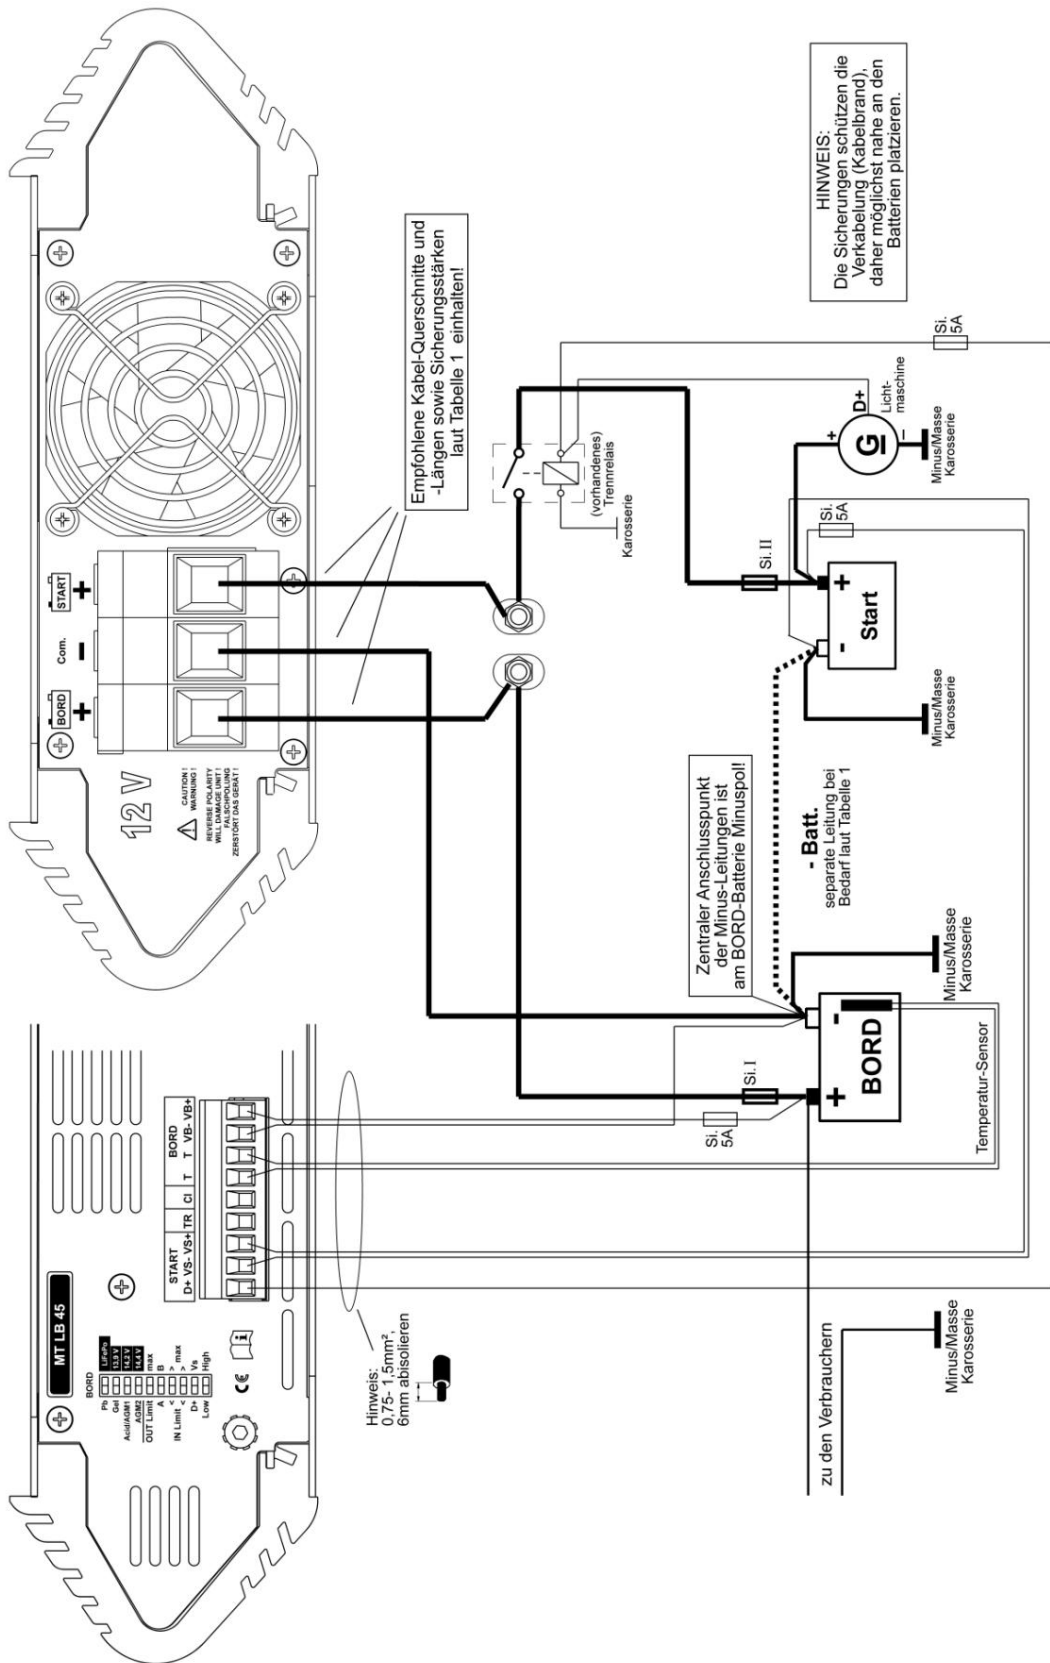 MT LB 45
BORD
Pb LiFePo
Gel 13,9 V
Acid/AGM1 14,2 V
AGM2 14,4 V
OUT Limit max
A B
< >
IN Limit max
< >
D+ Vs
Low High
CE
i
START
D+ VS- VS+
TR
CI
BORD
T T VB- VB+
Hinweis:
0,75- 1,5mm²,
6mm abisolieren
12 V
CAUTION !
WARNUNG !
REVERSE POLARITY
WILL DAMAGE UNIT !
FALSCHPOLUNG
ZERSTÖRT DAS GERÄT !
BORD
+
Com.
-
START
+
Empfohlene Kabel-Querschnitte und
-Längen sowie Sicherungsstärken
laut Tabelle 1 einhalten!
(vorhandenes)
Trennrelais
Karosserie
Zentraler Anschlusspunkt
der Minus-Leitungen ist
am BORD-Batterie Minuspol!
Si.
5A
Si. I
+
-
BORD
Temperatur-Sensor
Minus/Masse
Karosserie
- Batt.
separate Leitung bei
Bedarf laut Tabelle 1
Si. II
-
+
Start
Minus/Masse
Karosserie
Si.
5A
+
D+
G
–
Licht-
maschine
Minus/Masse
Karosserie
Si.
5A
HINWEIS:
Die Sicherungen schützen die
Verkabelung (Kabelbrand),
daher möglichst nahe an den
Batterien platzieren.
zu den Verbrauchern
Minus/Masse
Karosserie